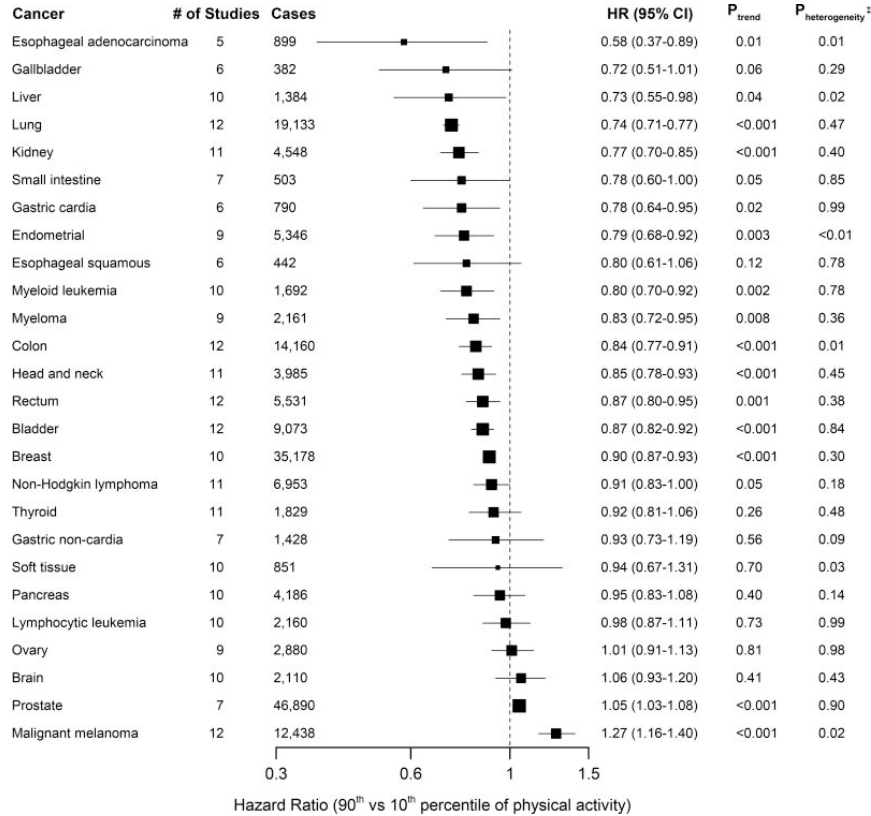 Cancer # of Studies Cases HR (95% CI) Ptrend Pheterogeneity‡
Esophageal adenocarcinoma 5 899 0.58 (0.37-0.89) 0.01 0.01
Gallbladder 6 382 0.72 (0.51-1.01) 0.06 0.29
Liver 10 1,384 0.73 (0.55-0.98) 0.04 0.02
Lung 12 19,133 0.74 (0.71-0.77) <0.001 0.47
Kidney 11 4,548 0.77 (0.70-0.85) <0.001 0.40
Small intestine 7 503 0.78 (0.60-1.00) 0.05 0.85
Gastric cardia 6 790 0.78 (0.64-0.95) 0.02 0.99
Endometrial 9 5,346 0.79 (0.68-0.92) 0.003 <0.01
Esophageal squamous 6 442 0.80 (0.61-1.06) 0.12 0.78
Myeloid leukemia 10 1,692 0.80 (0.70-0.92) 0.002 0.78
Myeloma 9 2,161 0.83 (0.72-0.95) 0.008 0.36
Colon 12 14,160 0.84 (0.77-0.91) <0.001 0.01
Head and neck 11 3,985 0.85 (0.78-0.93) <0.001 0.45
Rectum 12 5,531 0.87 (0.80-0.95) 0.001 0.38
Bladder 12 9,073 0.87 (0.82-0.92) <0.001 0.84
Breast 10 35,178 0.90 (0.87-0.93) <0.001 0.30
Non-Hodgkin lymphoma 11 6,953 0.91 (0.83-1.00) 0.05 0.18
Thyroid 11 1,829 0.92 (0.81-1.06) 0.26 0.48
Gastric non-cardia 7 1,428 0.93 (0.73-1.19) 0.56 0.09
Soft tissue 10 851 0.94 (0.67-1.31) 0.70 0.03
Pancreas 10 4,186 0.95 (0.83-1.08) 0.40 0.14
Lymphocytic leukemia 10 2,160 0.98 (0.87-1.11) 0.73 0.99
Ovary 9 2,880 1.01 (0.91-1.13) 0.81 0.98
Brain 10 2,110 1.06 (0.93-1.20) 0.41 0.43
Prostate 7 46,890 1.05 (1.03-1.08) <0.001 0.90
Malignant melanoma 12 12,438 1.27 (1.16-1.40) <0.001 0.02
0.3 0.6 1 1.5
Hazard Ratio (90th vs 10th percentile of physical activity)